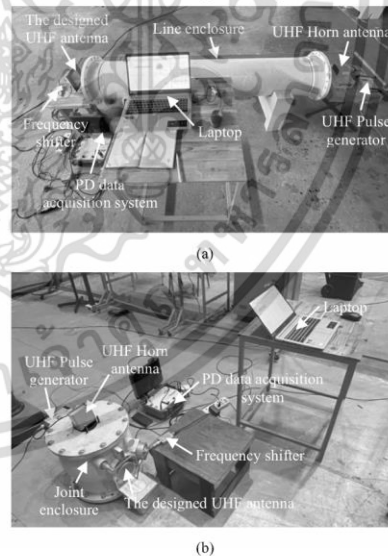 The designed
UHF antenna
Line enclosure
UHF Horn antenna
Frequency
shifter
Laptop
UHF Pulse
generator
PD data
acquisition system
(a)
Laptop
UHF Horn
antenna
UHF Pulse
generator
PD data acquisition
system
Frequency shifter
Joint
enclosure
The designed UHF antenna
(b)